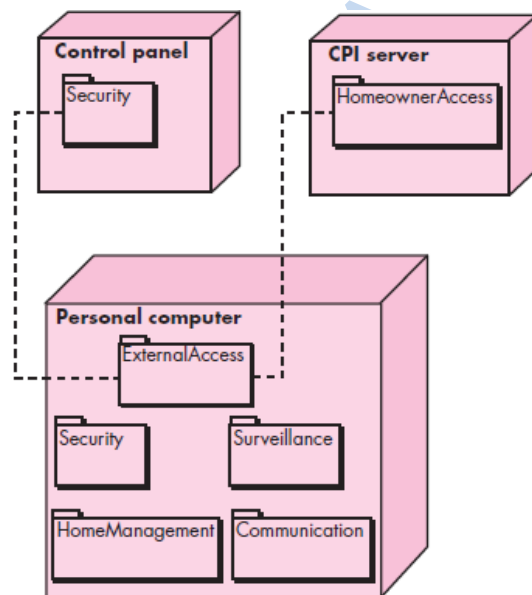 Control panel
Security
CPI server
HomeownerAccess
Personal computer
ExternalAccess
Security
Surveillance
HomeManagement
Communication